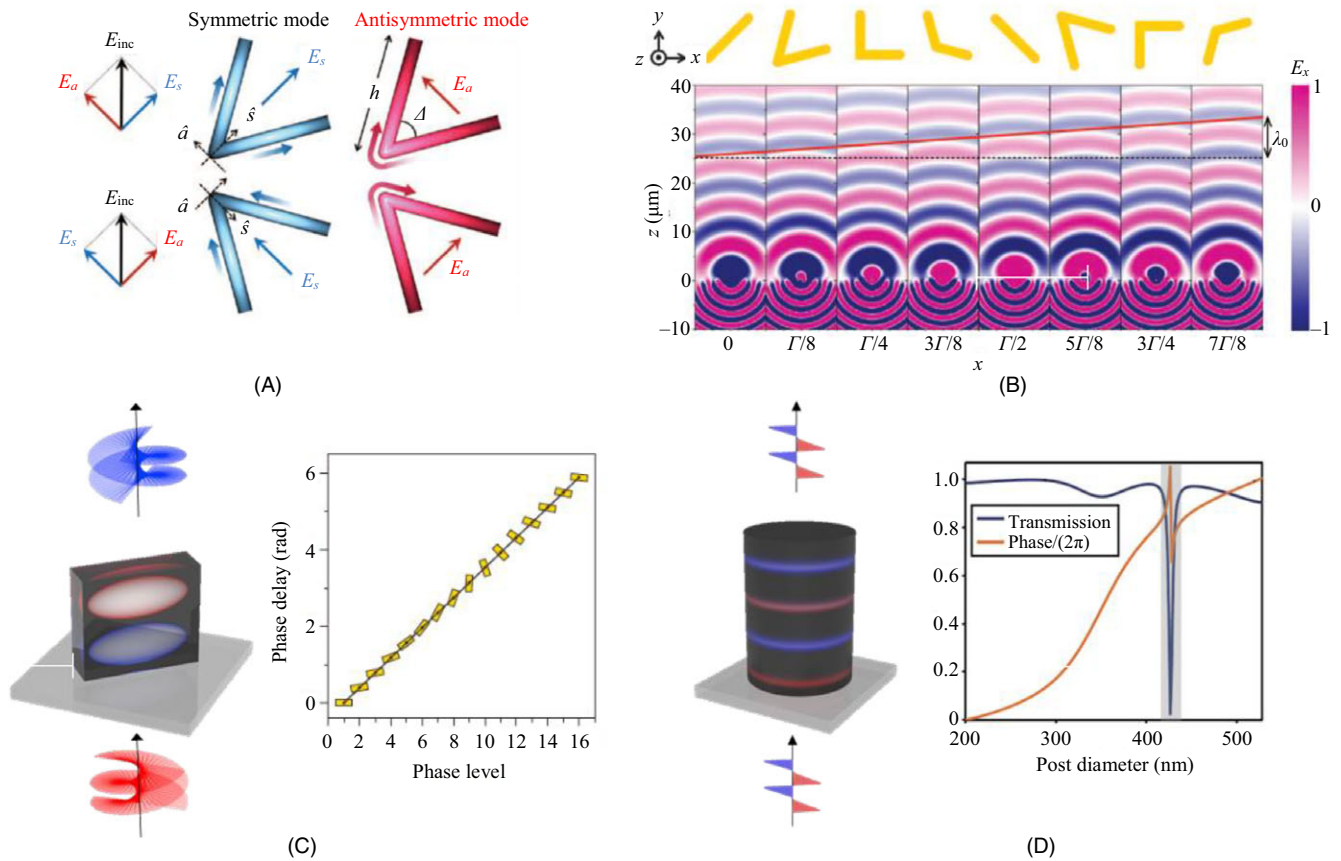 Symmetric mode
Antisymmetric mode
E_inc
E_a
E_s
â
ŝ
E_s
h
Δ
E_a
E_inc
E_s
E_a
â
ŝ
E_s
E_a
(A)
y
z
x
E_x
1
0
−1
40
30
20
10
0
−10
z (μm)
λ₀
0
Γ/8
Γ/4
3Γ/8
Γ/2
5Γ/8
3Γ/4
7Γ/8
x
(B)
6
4
2
0
Phase delay (rad)
0 2 4 6 8 10 12 14 16
Phase level
(C)
1.0
0.8
0.6
0.4
0.2
0
Transmission
Phase/(2π)
200 300 400 500
Post diameter (nm)
(D)